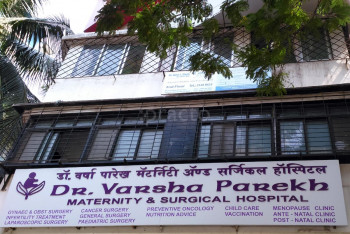 डॉ. वर्षा पारेख मॅटर्निटी ॲण्ड सर्जिकल हॉस्पिटल
DR. VARSHA PAREKH
MATERNITY & SURGICAL HOSPITAL
GYNAEC & OBST SURGERY CANCER SURGERY PREVENTIVE ONCOLOGY CHILD CARE MENOPAUSE CLINIC
INFERTILITY TREATMENT GENERAL SURGERY NUTRITION ADVICE VACCINATION ANTE - NATAL CLINIC
LAPAROSCOPIC SURGERY PAEDIATRIC SURGERY POST - NATAL CLINIC